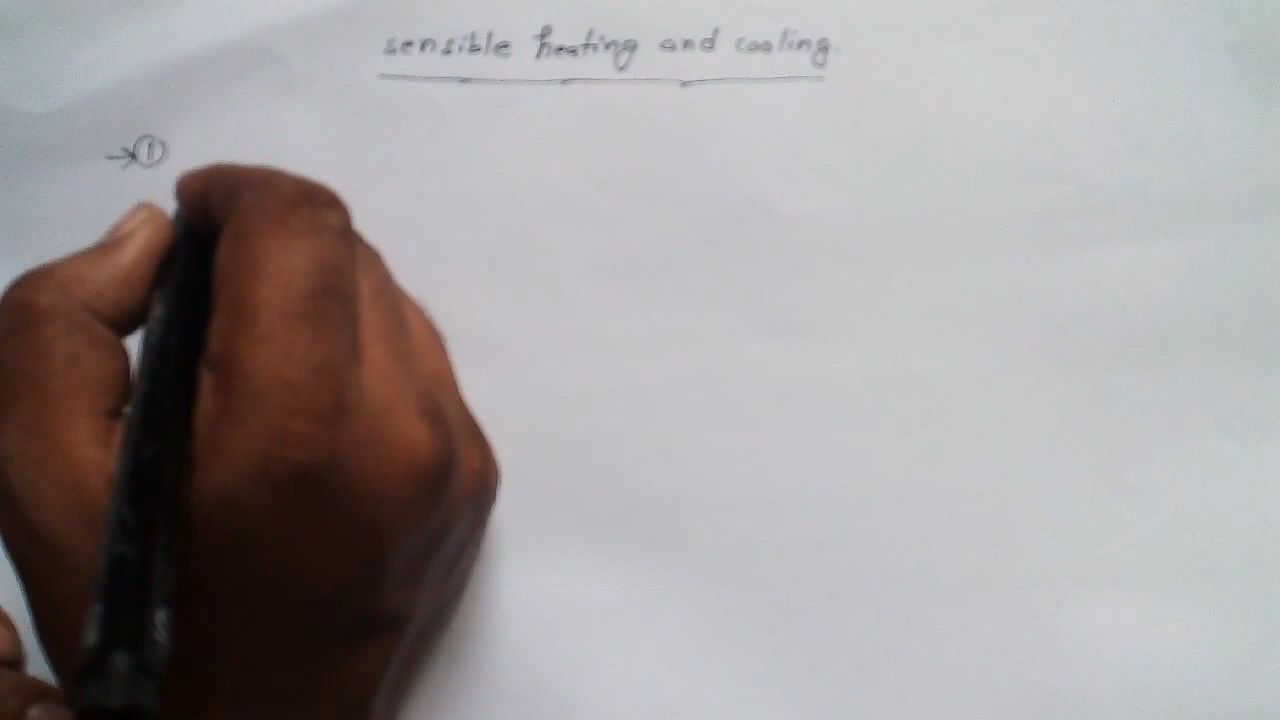 sensible heating and cooling.
→①